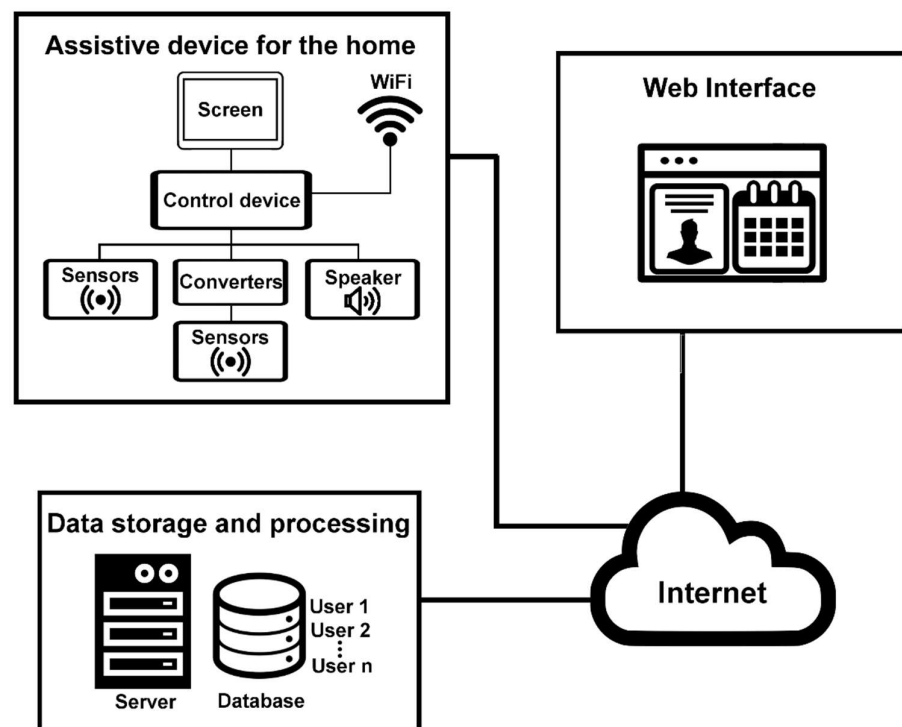 Assistive device for the home
WiFi
Screen
Control device
Sensors
Converters
Speaker
Sensors
Web Interface
Data storage and processing
User 1
User 2
User n
Server
Database
Internet